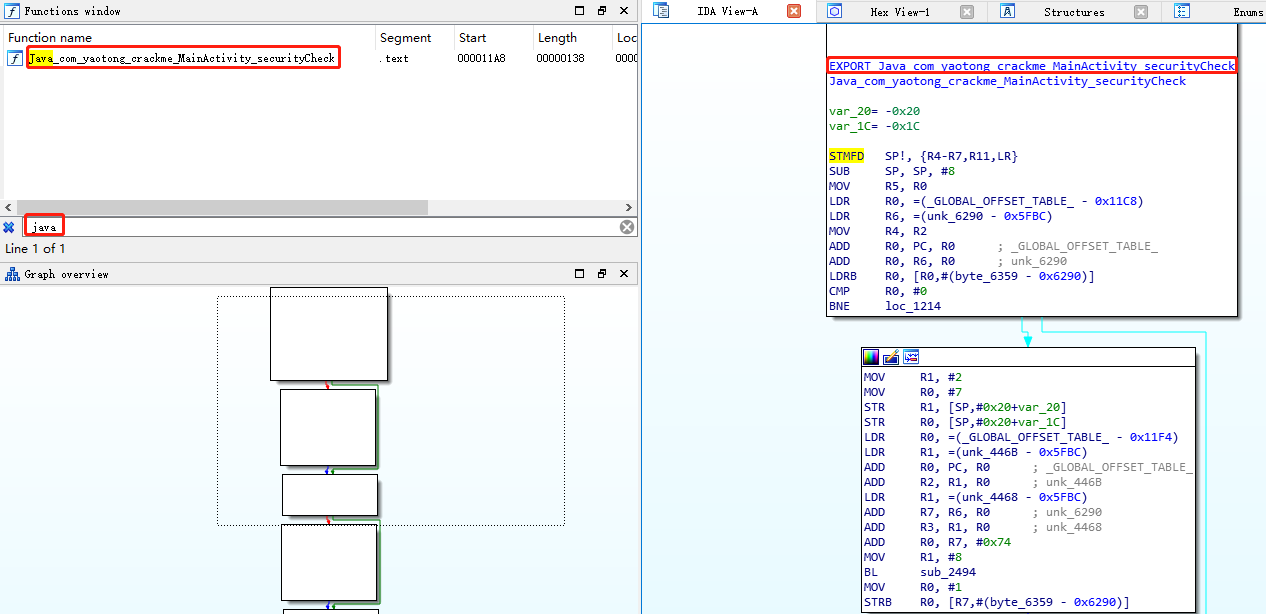 Functions window
Function name Segment Start Length Loc
Java_com_yaotong_crackme_MainActivity_securityCheck .text 000011A8 00000138 0000
java
Line 1 of 1
Graph overview
IDA View-A Hex View-1 Structures Enums
EXPORT Java_com_yaotong_crackme_MainActivity_securityCheck
Java_com_yaotong_crackme_MainActivity_securityCheck
var_20= -0x20
var_1C= -0x1C
STMFD SP!, {R4-R7,R11,LR}
SUB SP, SP, #8
MOV R5, R0
LDR R0, =(_GLOBAL_OFFSET_TABLE_ - 0x11C8)
LDR R6, =(unk_6290 - 0x5FBC)
MOV R4, R2
ADD R0, PC, R0 ; _GLOBAL_OFFSET_TABLE_
ADD R0, R6, R0 ; unk_6290
LDRB R0, [R0,#(byte_6359 - 0x6290)]
CMP R0, #0
BNE loc_1214
MOV R1, #2
MOV R0, #7
STR R1, [SP,#0x20+var_20]
STR R0, [SP,#0x20+var_1C]
LDR R0, =(_GLOBAL_OFFSET_TABLE_ - 0x11F4)
LDR R1, =(unk_446B - 0x5FBC)
ADD R0, PC, R0 ; _GLOBAL_OFFSET_TABLE_
ADD R2, R1, R0 ; unk_446B
LDR R1, =(unk_4468 - 0x5FBC)
ADD R7, R6, R0 ; unk_6290
ADD R3, R1, R0 ; unk_4468
ADD R0, R7, #0x74
MOV R1, #8
BL sub_2494
MOV R0, #1
STRB R0, [R7,#(byte_6359 - 0x6290)]